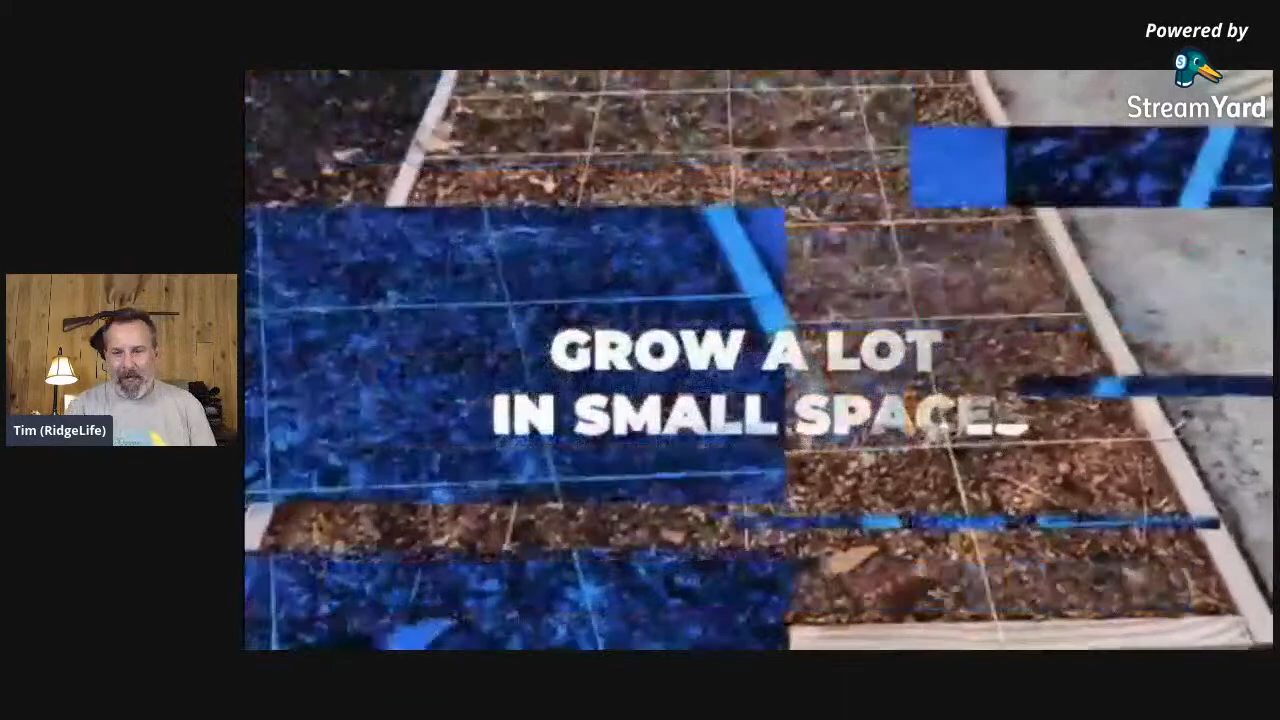 Powered by
StreamYard
GROW A LOT
IN SMALL SPACES
Tim (RidgeLife)